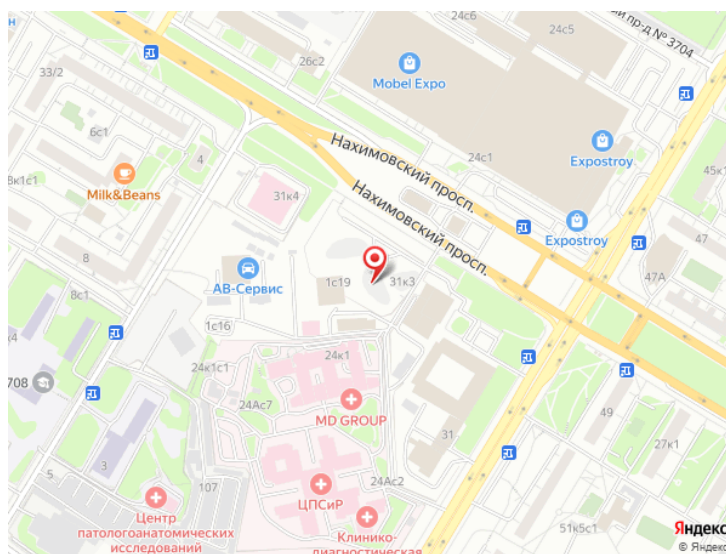 н
ый пр-д № 3704
24с6
24с5
26с2
33/2
Mobel Expo
6с1
24с1
Нахимовский просп.
Expostroy
4
45к1
8к1с1
Milk&Beans
31к4
Нахимовский просп.
Expostroy
47
8
47А
АВ-Сервис
1с19
31к3
8с1
1с16
к4
24к1
24к1с1
708
24Ас7
MD GROUP
49
31
27к1
3
5
107
24Ас2
ЦПСиР
Центр
патологоанатомических
исследований
Клинико-
диагностическая
51к5с1
Яндекс
© Яндекс